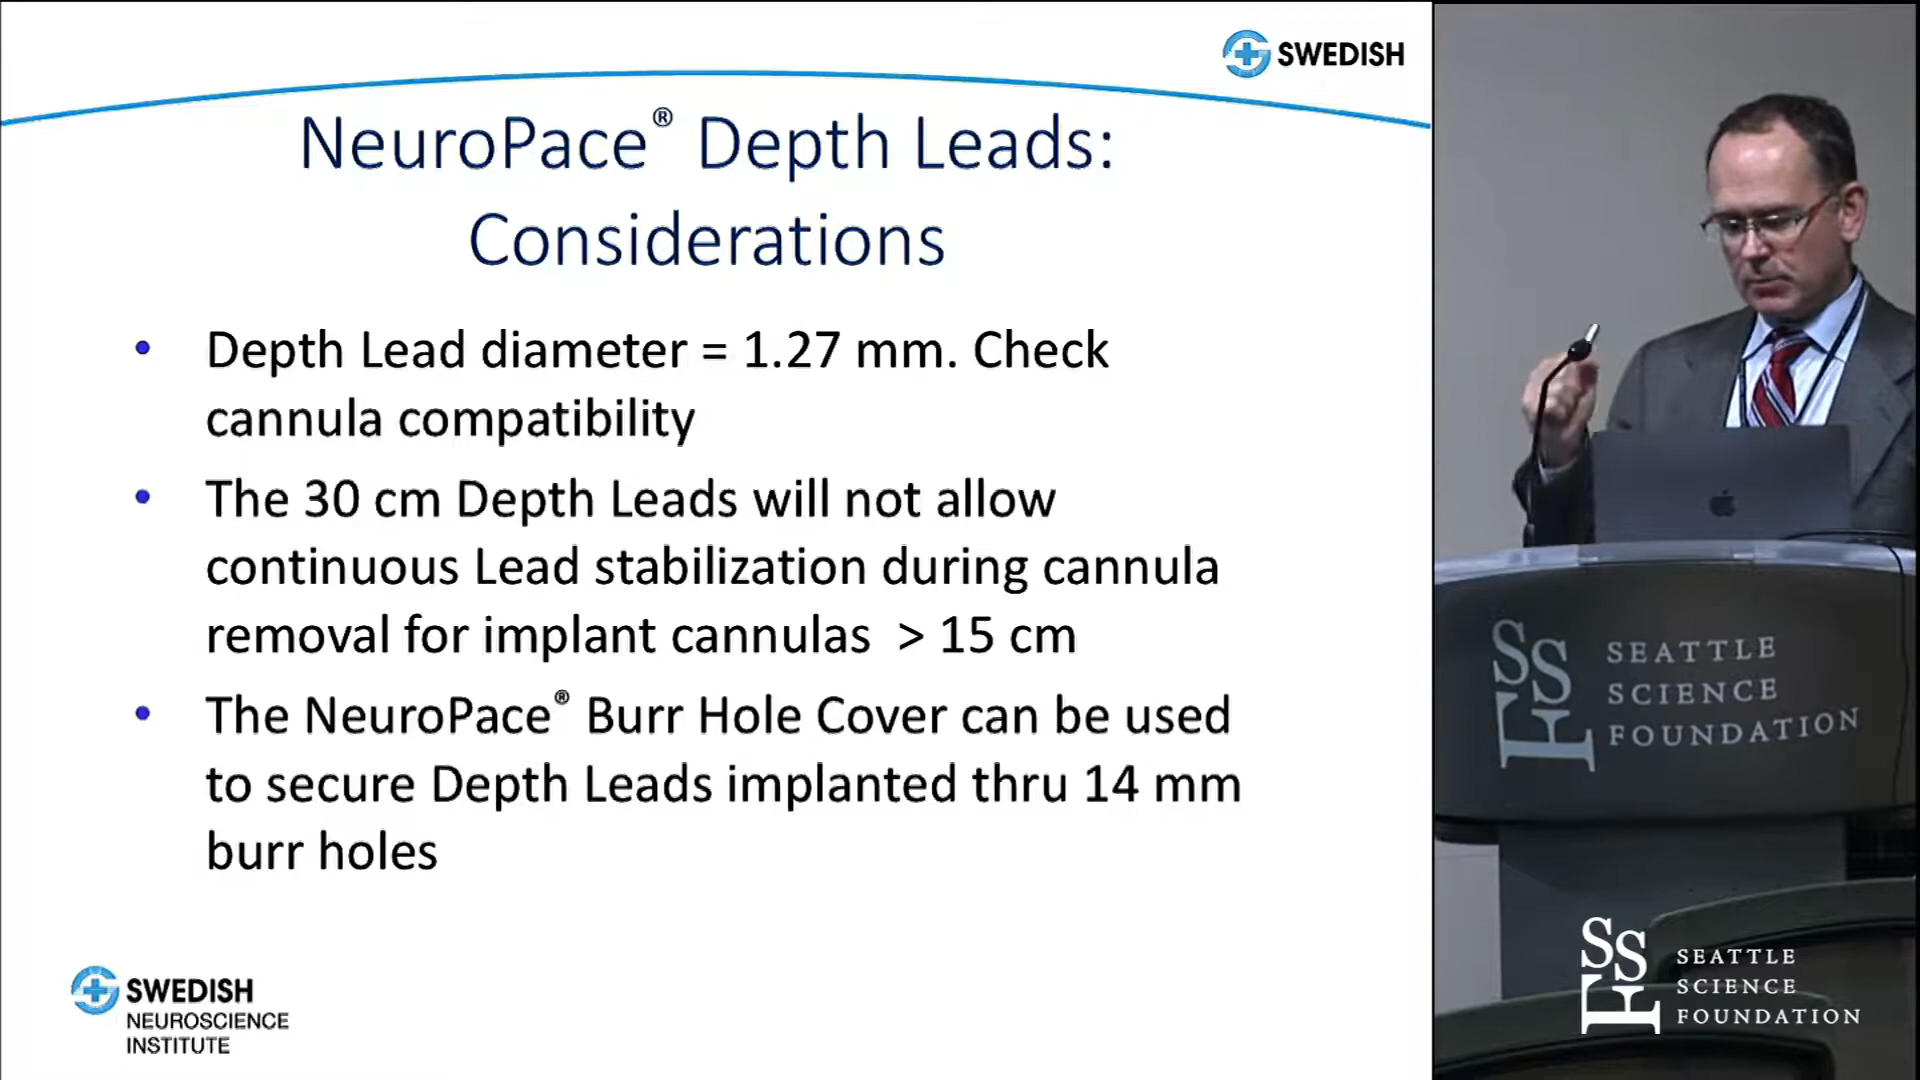 SWEDISH
NeuroPace® Depth Leads:
Considerations
• Depth Lead diameter = 1.27 mm. Check
cannula compatibility
• The 30 cm Depth Leads will not allow
continuous Lead stabilization during cannula
removal for implant cannulas > 15 cm
• The NeuroPace® Burr Hole Cover can be used
to secure Depth Leads implanted thru 14 mm
burr holes
SWEDISH
NEUROSCIENCE
INSTITUTE
SSF
SEATTLE
SCIENCE
FOUNDATION
SSF
SEATTLE
SCIENCE
FOUNDATION